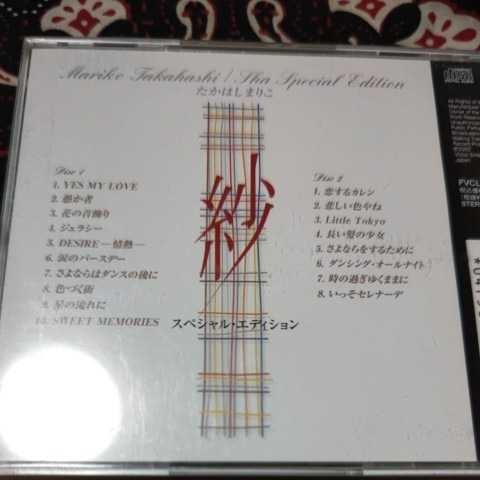 Mariko Takahashi / Sha Special Edition
たかはしまりこ
紗
スペシャル・エディション
Disc 1
1. YES MY LOVE
2. 愚か者
3. 花の首飾り
4. ジェラシー
5. DESIRE ―情熱―
6. 涙のバースデー
7. さよならはダンスの後に
8. 色づく街
9. 星の流れに
10. SWEET MEMORIES
Disc 2
1. 恋するカレン
2. 悲しい色やね
3. Little Tokyo
4. 長い髪の少女
5. さよならをするために
6. ダンシング・オールナイト
7. 時の過ぎゆくままに
8. いっそセレナーデ
All Rights of
STER